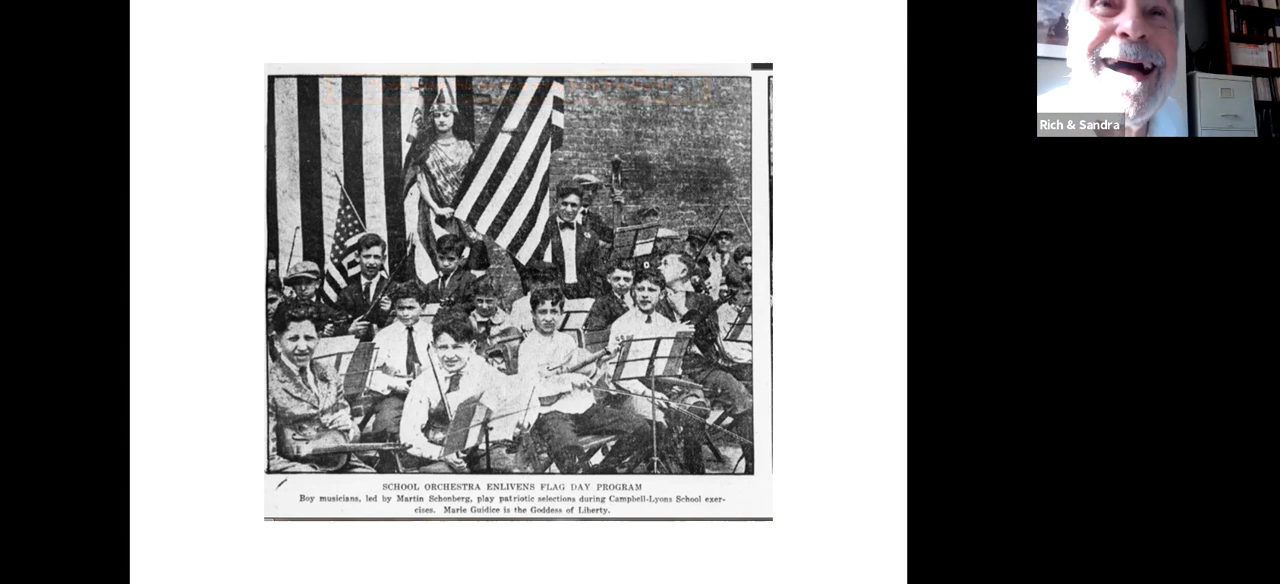 Rich & Sandra
SCHOOL ORCHESTRA ENLIVENS FLAG DAY PROGRAM
Boy musicians, led by Martin Schonberg, play patriotic selections during Campbell-Lyons School exer-
cises. Marie Guidice is the Goddess of Liberty.